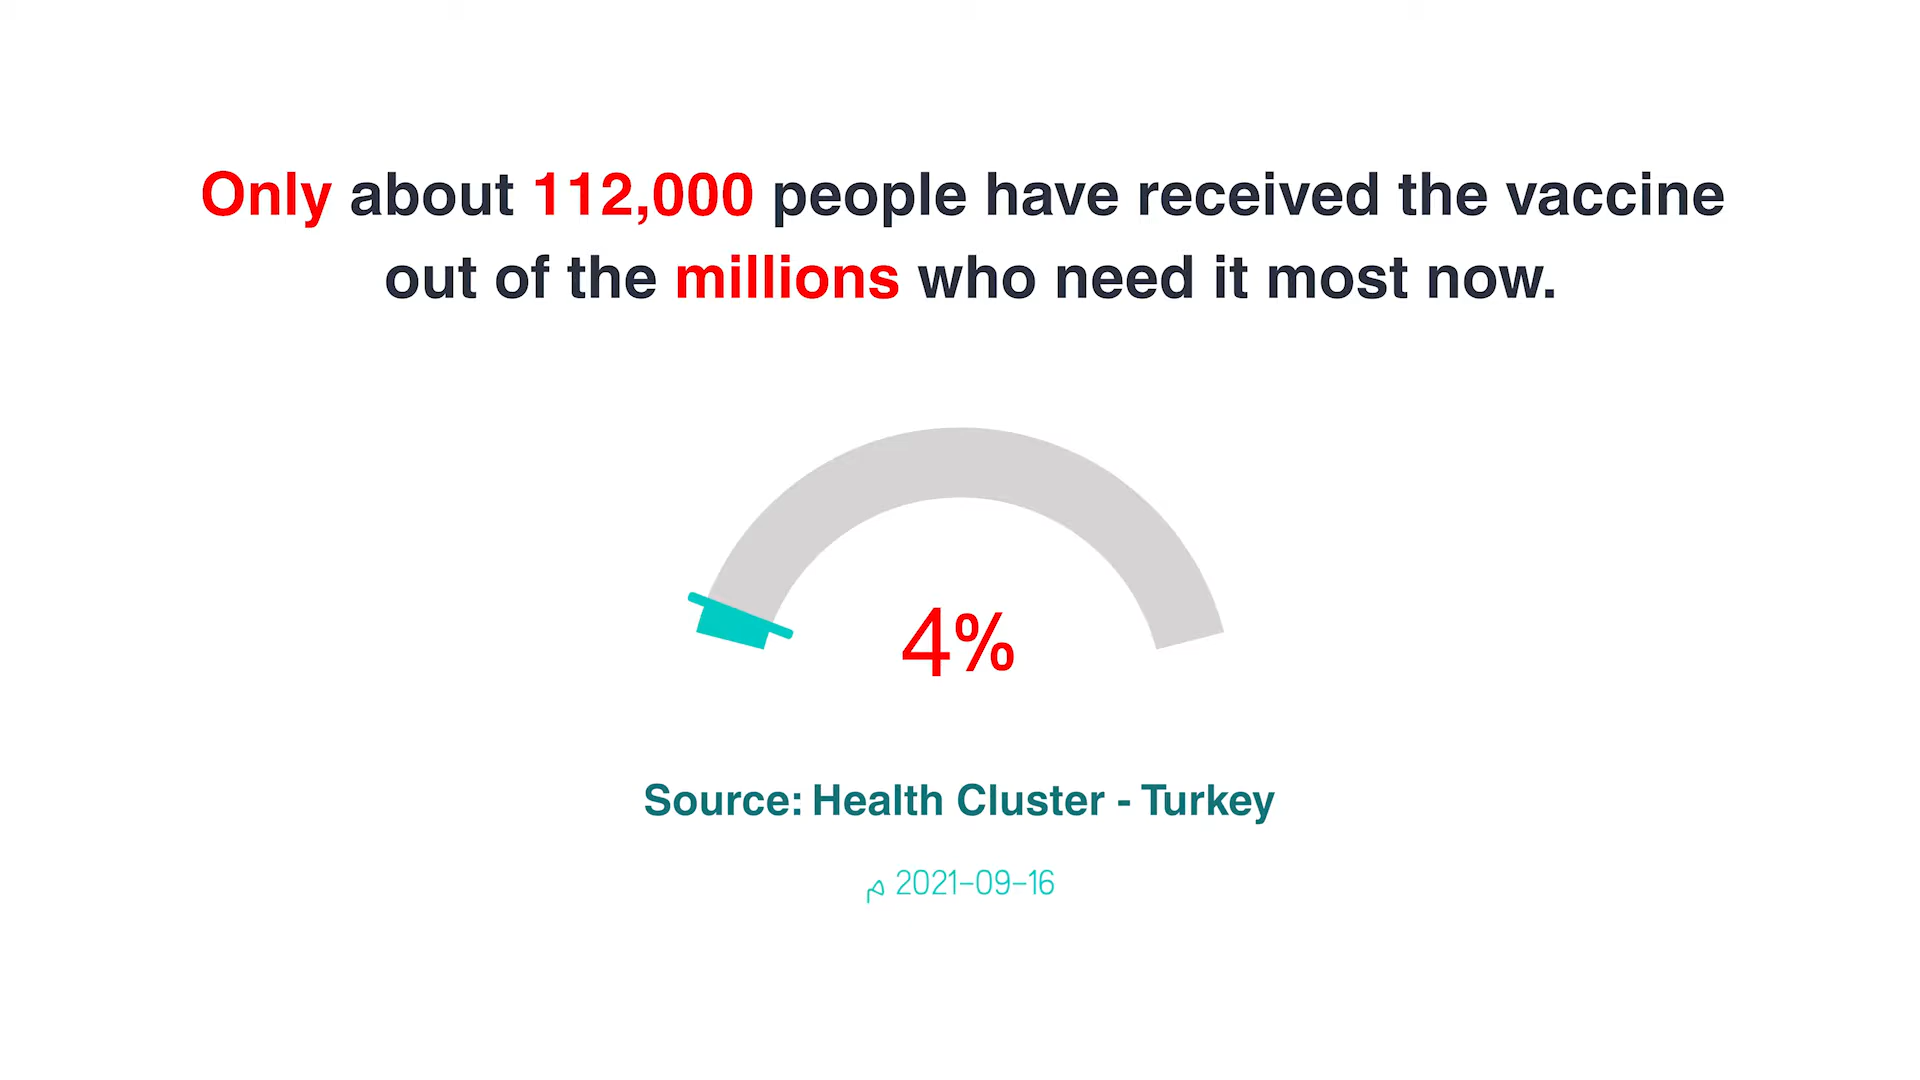 Only about 112,000 people have received the vaccine
out of the millions who need it most now.
4%
Source: Health Cluster - Turkey
2021-09-16 م